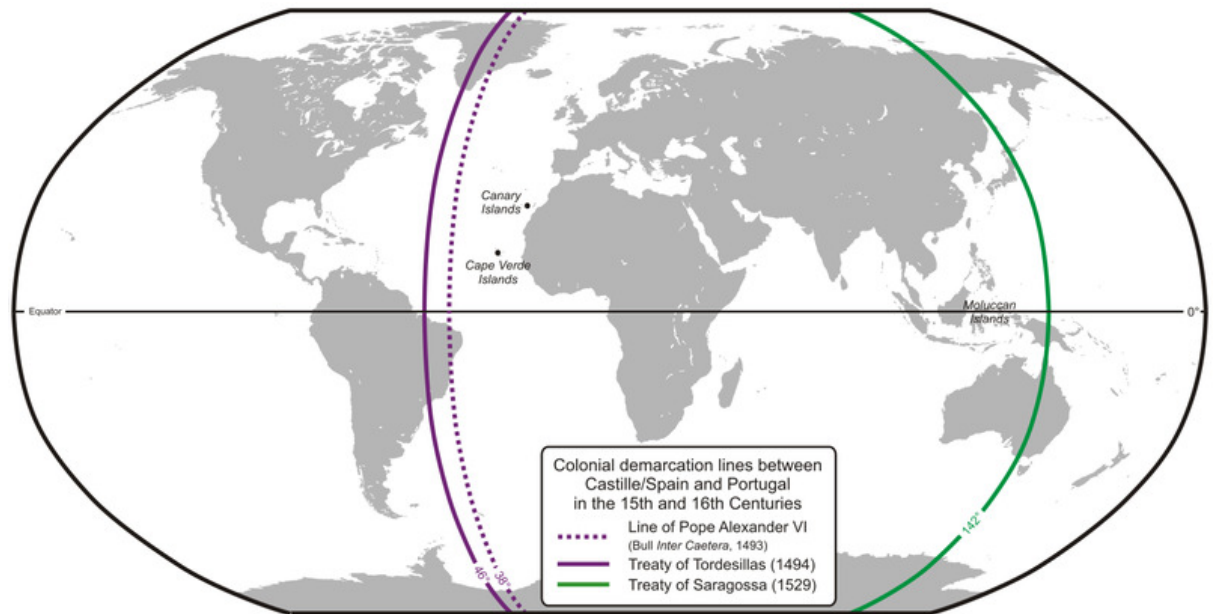 Canary
Islands
Cape Verde
Islands
Equator
Moluccan
Islands
0°
Colonial demarcation lines between
Castille/Spain and Portugal
in the 15th and 16th Centuries
Line of Pope Alexander VI
(Bull Inter Caetera, 1493)
Treaty of Tordesillas (1494)
Treaty of Saragossa (1529)
142°
46°
38°